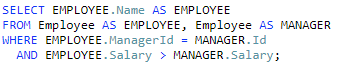 SELECT EMPLOYEE.Name AS EMPLOYEE
FROM Employee AS EMPLOYEE, Employee AS MANAGER
WHERE EMPLOYEE.ManagerId = MANAGER.Id
AND EMPLOYEE.Salary > MANAGER.Salary;